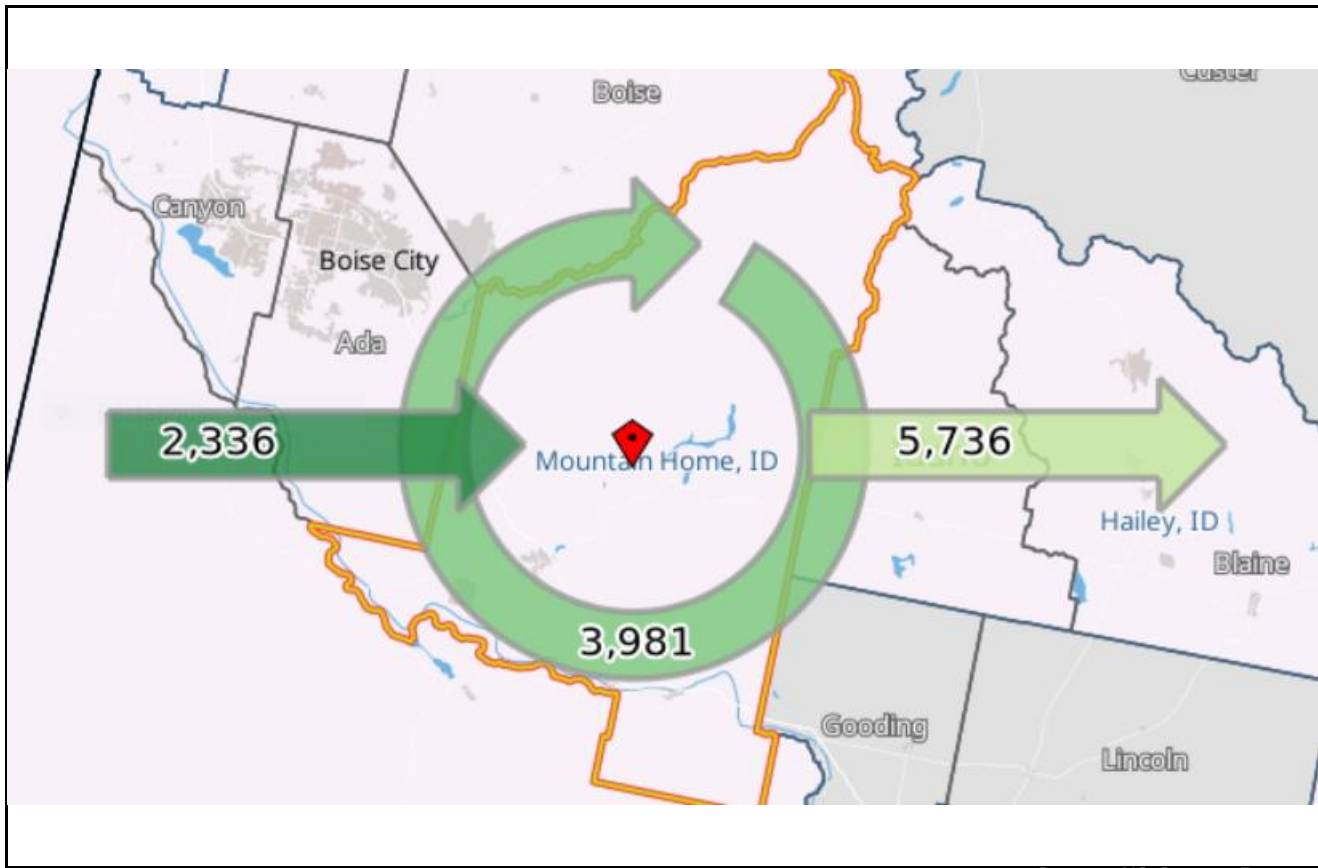 Custer
Boise
Canyon
Boise City
Ada
2,336
5,736
Mountain Home, ID
Hailey, ID
Blaine
3,981
Gooding
Lincoln